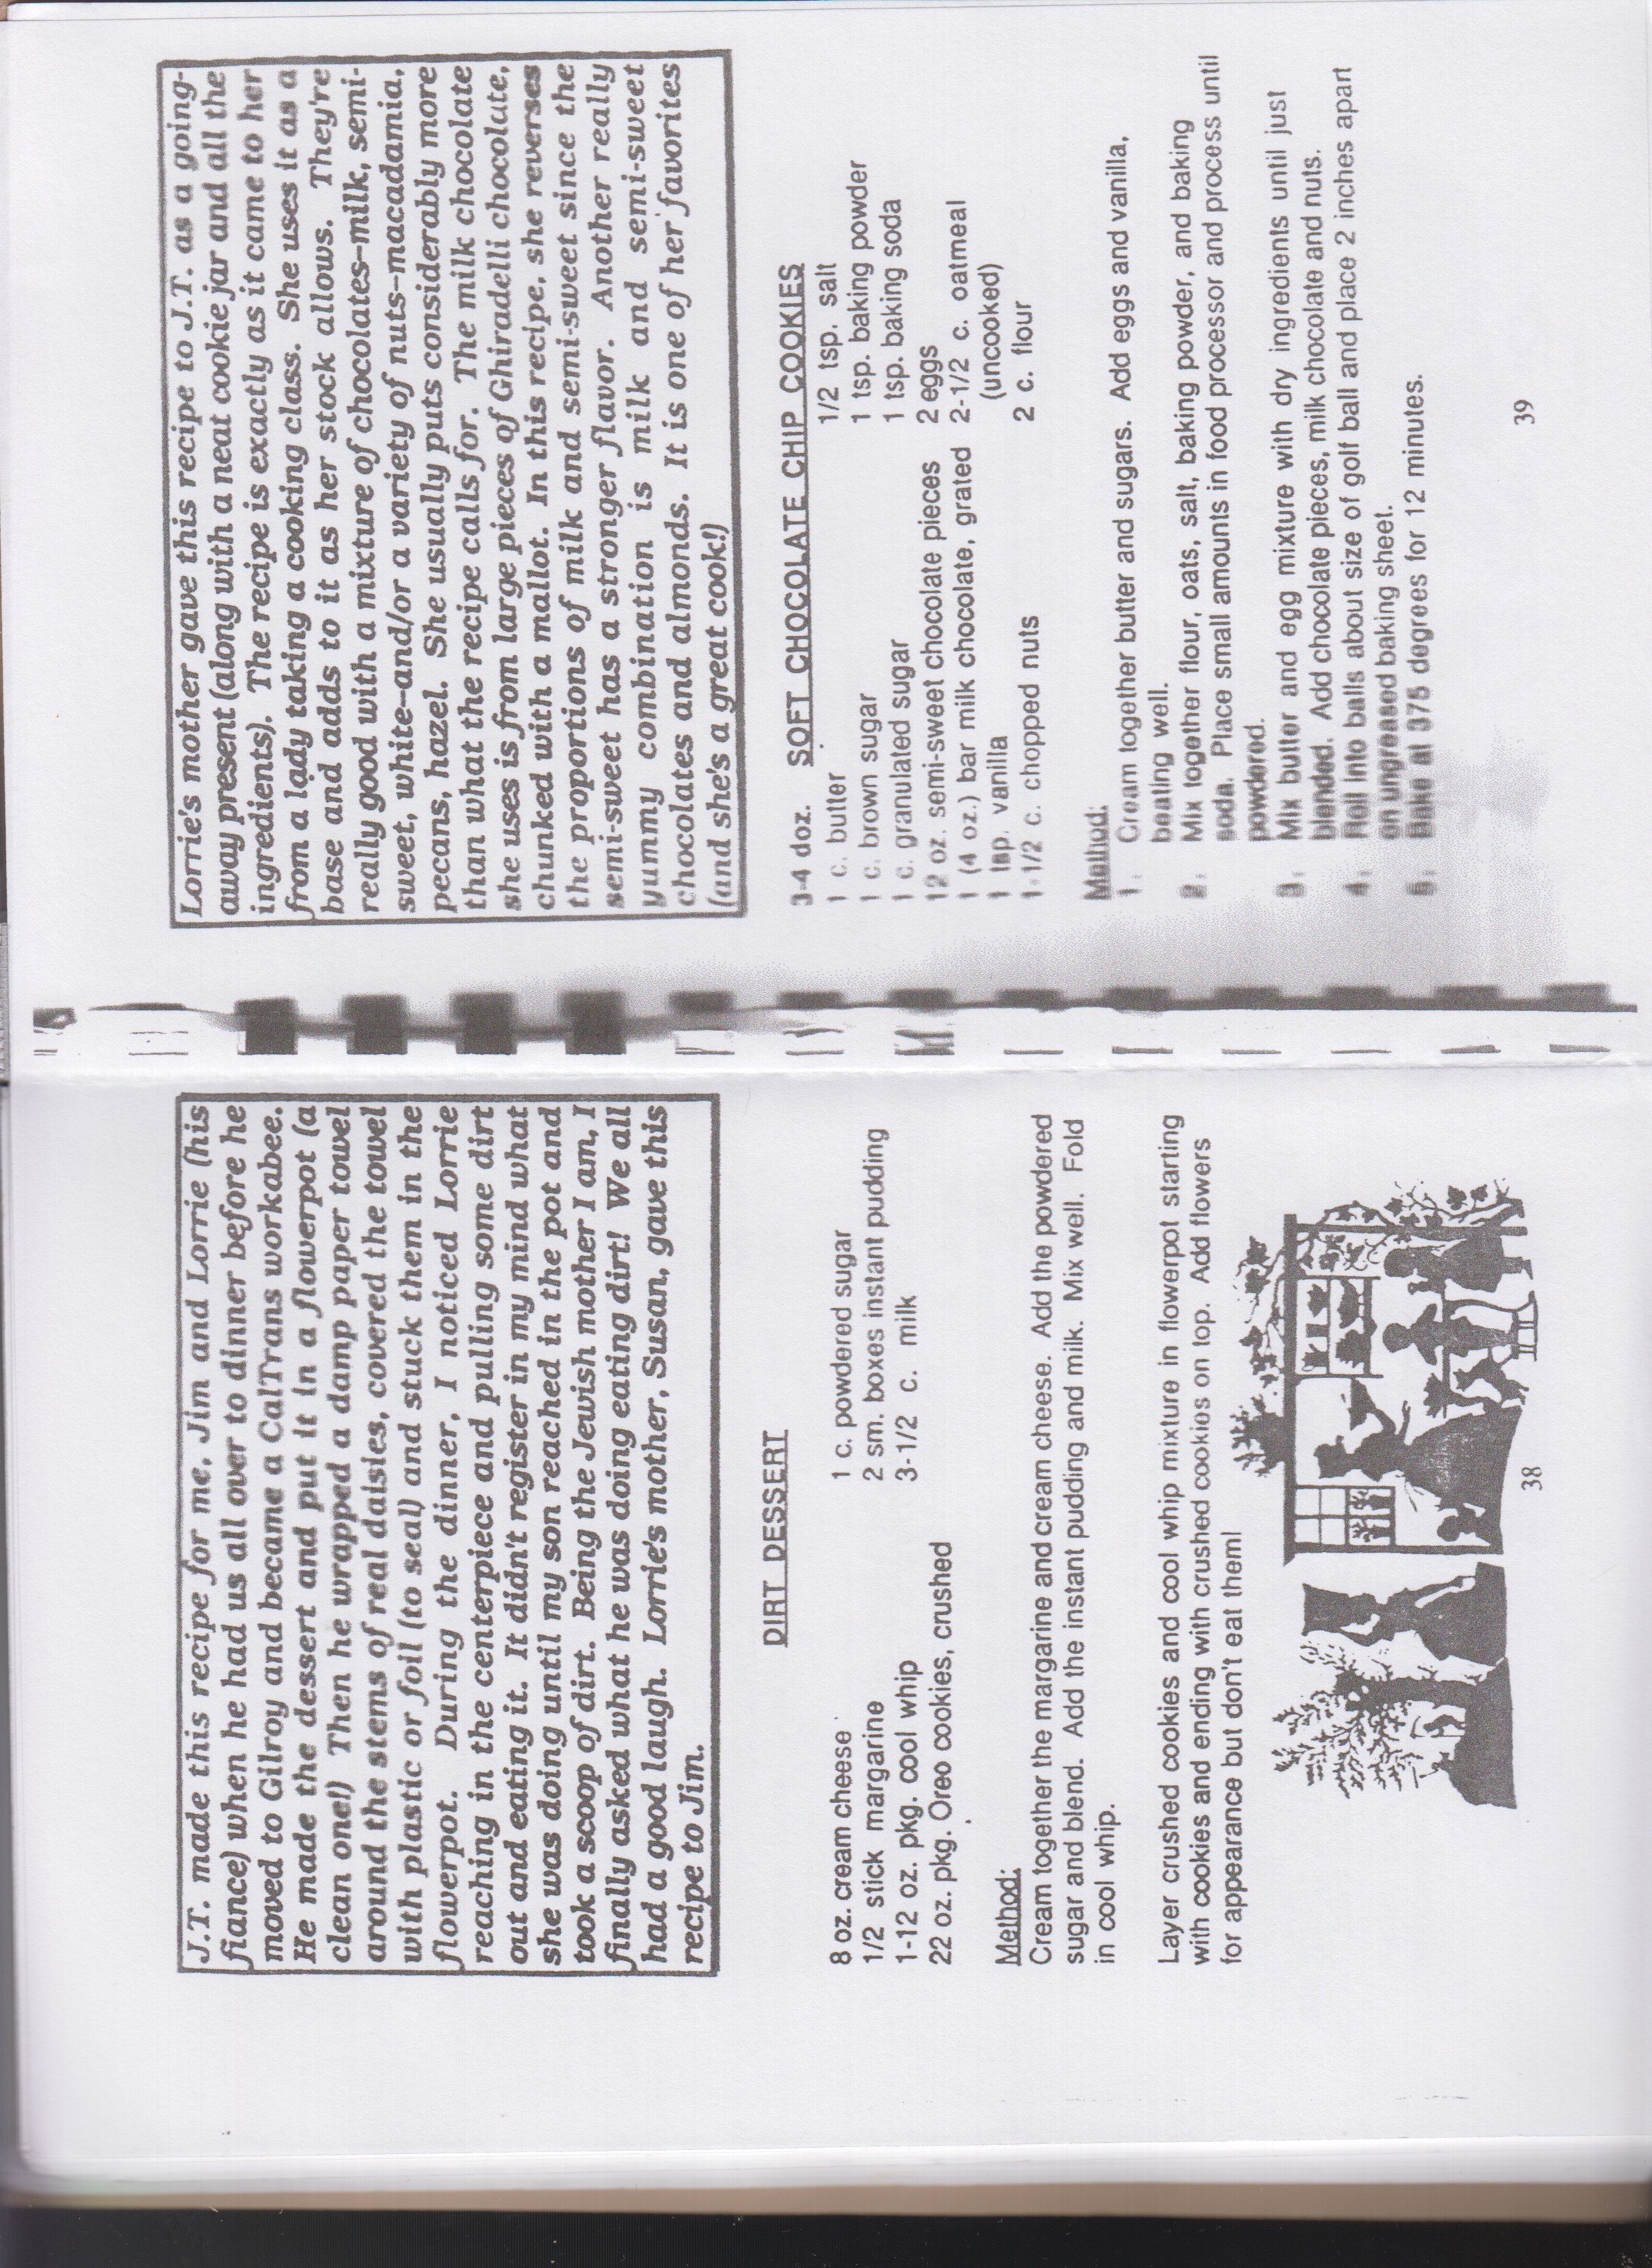 J.T. made this recipe for me, Jim and Lorrie (his
fiance) when he had us all over to dinner before he
moved to Gilroy and became a CalTrans workabee.
He made the dessert and put it in a flowerpot (a
clean one!) Then he wrapped a damp paper towel
around the stems of real daisies, covered the towel
with plastic or foil (to seal) and stuck them in the
flowerpot. During the dinner, I noticed Lorrie
reaching in the centerpiece and pulling some dirt
out and eating it. It didn't register in my mind what
she was doing until my son reached in the pot and
took a scoop of dirt. Being the Jewish mother I am, I
finally asked what he was doing eating dirt! We all
had a good laugh. Lorrie's mother, Susan, gave this
recipe to Jim.
DIRT DESSERT
8 oz. cream cheese 1 c. powdered sugar
1/2 stick margarine 2 sm. boxes instant pudding
1-12 oz. pkg. cool whip 3-1/2 c. milk
22 oz. pkg. Oreo cookies, crushed
Method:
Cream together the margarine and cream cheese. Add the powdered
sugar and blend. Add the instant pudding and milk. Mix well. Fold
in cool whip.
Layer crushed cookies and cool whip mixture in flowerpot starting
with cookies and ending with crushed cookies on top. Add flowers
for appearance but don't eat them!
38
Lorrie's mother gave this recipe to J.T. as a going-
away present (along with a neat cookie jar and all the
ingredients). The recipe is exactly as it came to her
from a lady taking a cooking class. She uses it as a
base and adds to it as her stock allows. They're
really good with a mixture of chocolates–milk, semi-
sweet, white–and/or a variety of nuts–macadamia,
pecans, hazel. She usually puts considerably more
than what the recipe calls for. The milk chocolate
she uses is from large pieces of Ghiradelli chocolate,
chunked with a mallot. In this recipe, she reverses
the proportions of milk and semi-sweet since the
semi-sweet has a stronger flavor. Another really
yummy combination is milk and semi-sweet
chocolates and almonds. It is one of her favorites
(and she's a great cook!)
3-4 doz. SOFT CHOCOLATE CHIP COOKIES
1 c. butter 1/2 tsp. salt
1 c. brown sugar 1 tsp. baking powder
1 c. granulated sugar 1 tsp. baking soda
12 oz. semi-sweet chocolate pieces 2 eggs
1 (4 oz.) bar milk chocolate, grated 2-1/2 c. oatmeal
1 tsp. vanilla (uncooked)
1-1/2 c. chopped nuts 2 c. flour
Method:
1. Cream together butter and sugars. Add eggs and vanilla,
beating well.
2. Mix together flour, oats, salt, baking powder, and baking
soda. Place small amounts in food processor and process until
powdered.
3. Mix butter and egg mixture with dry ingredients until just
blended. Add chocolate pieces, milk chocolate and nuts.
4. Roll into balls about size of golf ball and place 2 inches apart
on ungreased baking sheet.
5. Bake at 375 degrees for 12 minutes.
39